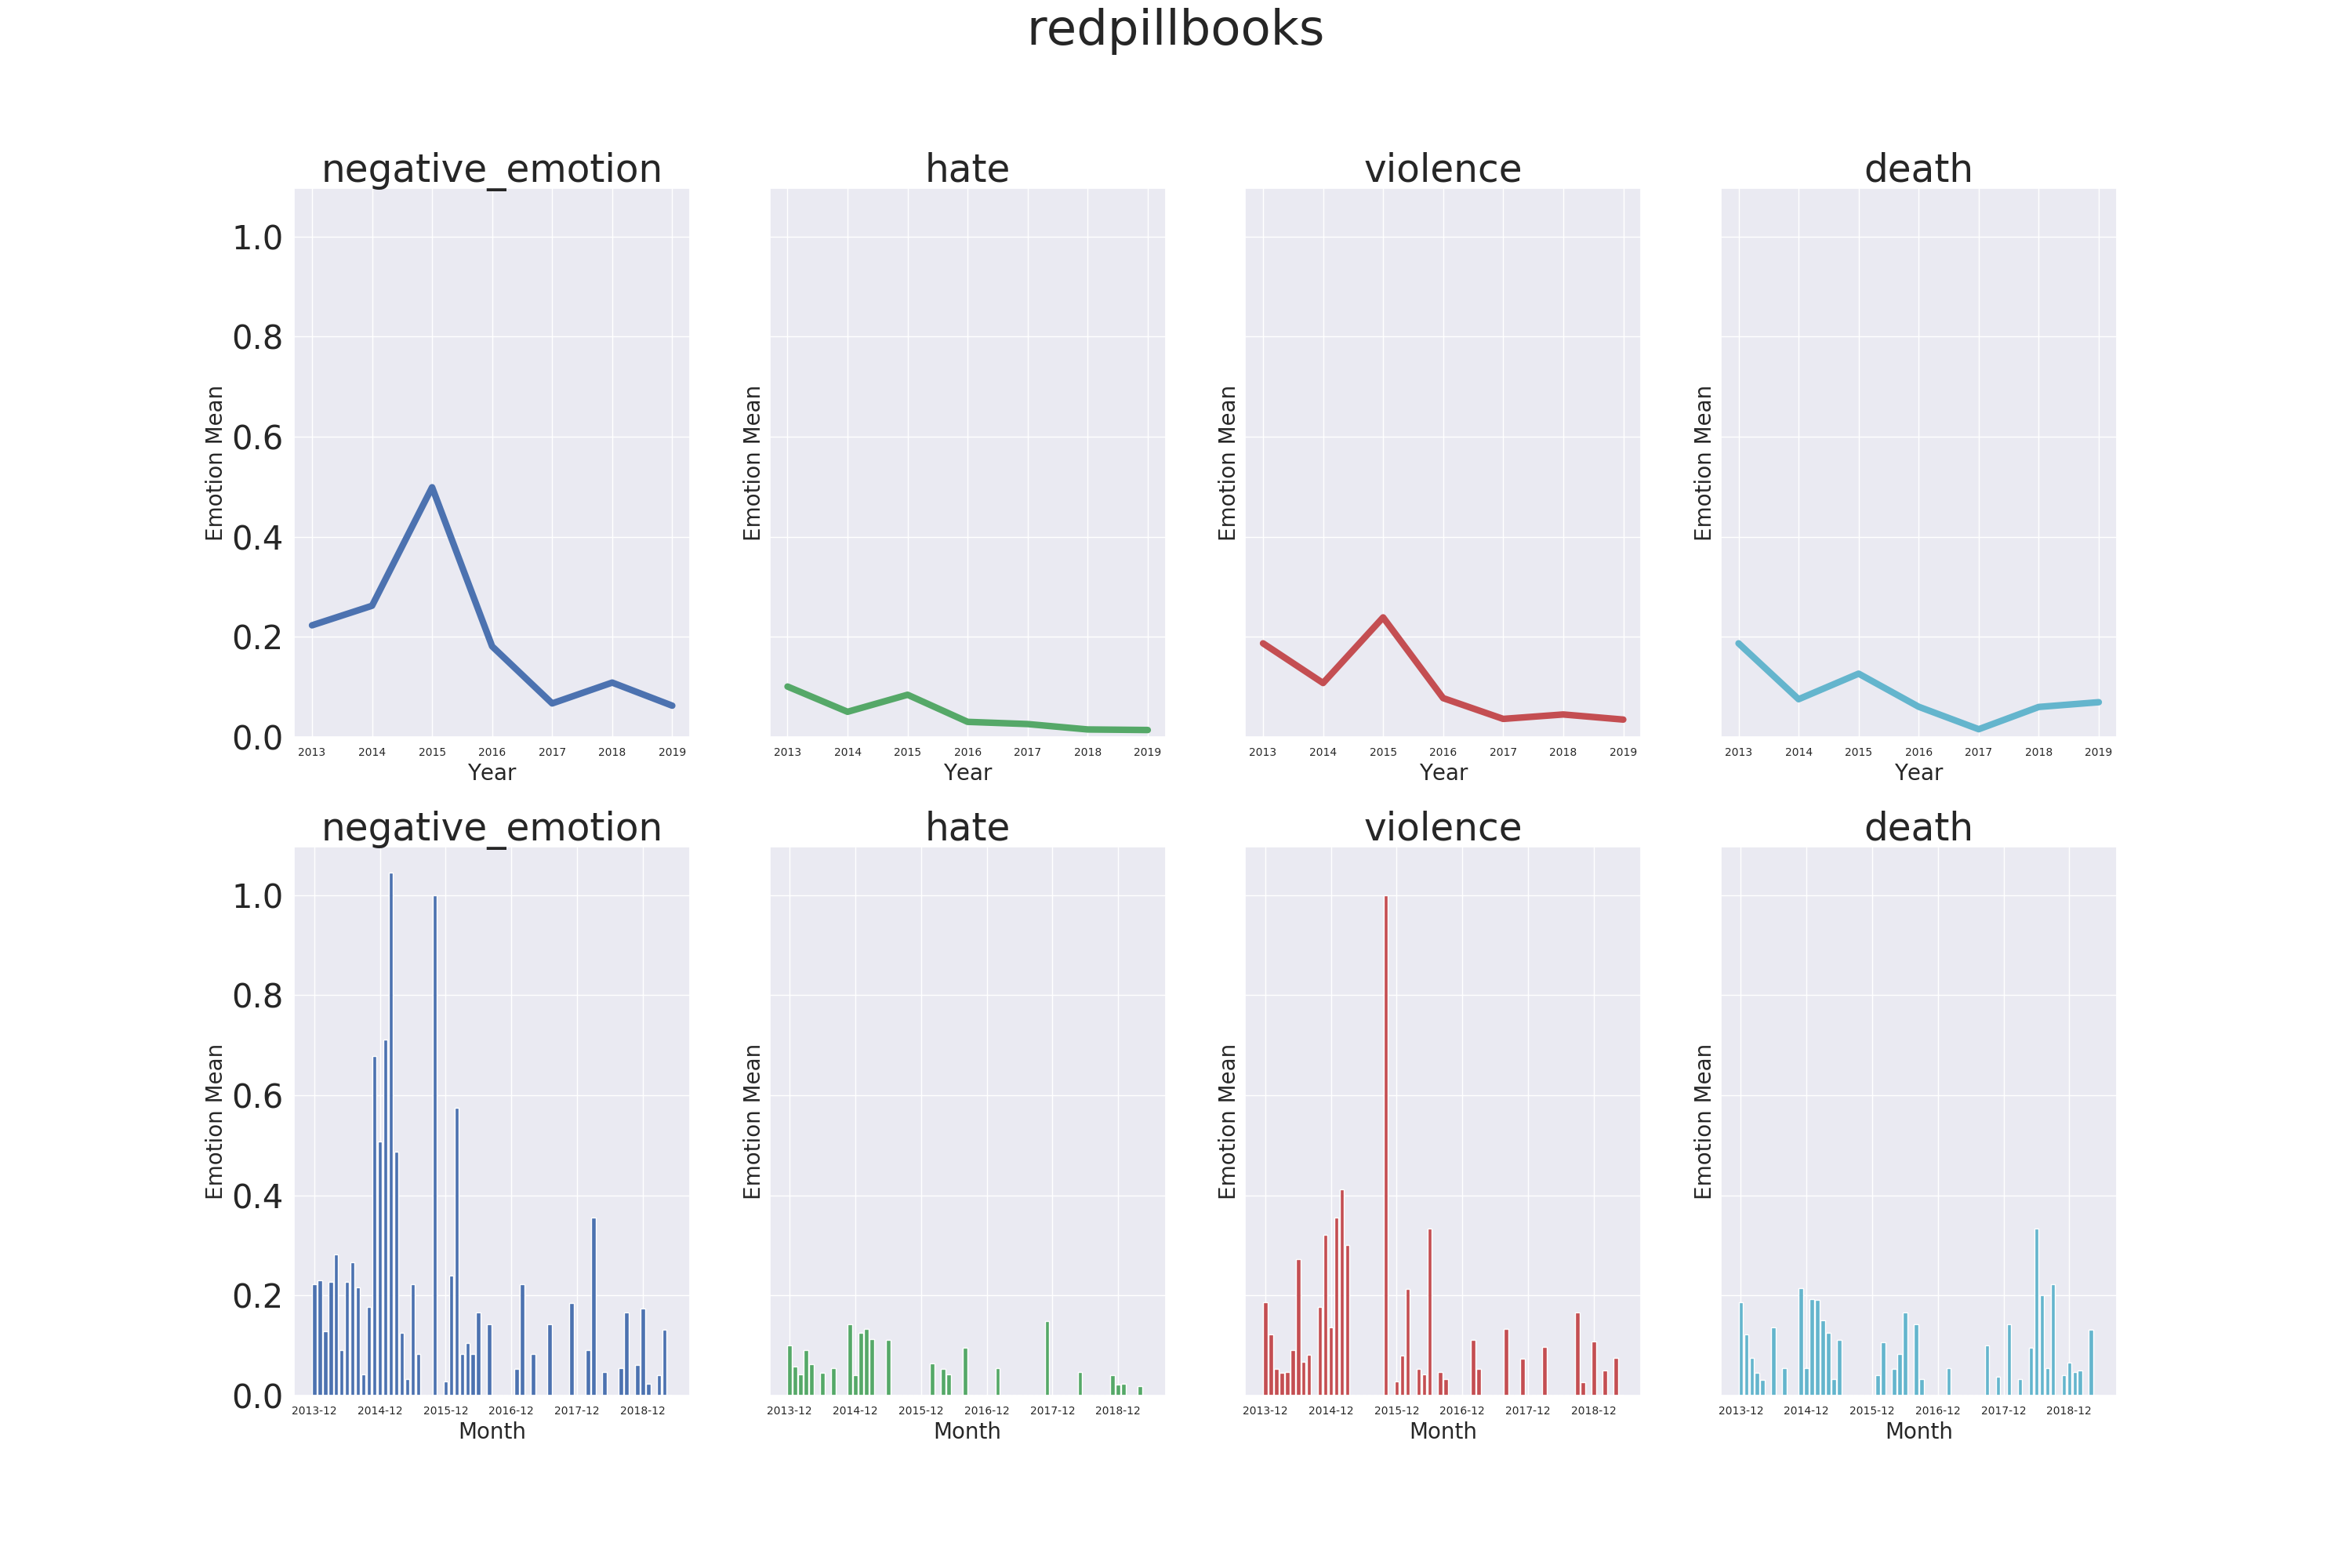 redpillbooks
negative_emotion hate violence death
1.0
0.8
0.6
0.4
0.2
0.0
Emotion Mean Emotion Mean Emotion Mean Emotion Mean
2013 2014 2015 2016 2017 2018 2019 2013 2014 2015 2016 2017 2018 2019 2013 2014 2015 2016 2017 2018 2019 2013 2014 2015 2016 2017 2018 2019
Year Year Year Year
negative_emotion hate violence death
1.0
0.8
0.6
0.4
0.2
0.0
Emotion Mean Emotion Mean Emotion Mean Emotion Mean
2013-12 2014-12 2015-12 2016-12 2017-12 2018-12 2013-12 2014-12 2015-12 2016-12 2017-12 2018-12 2013-12 2014-12 2015-12 2016-12 2017-12 2018-12 2013-12 2014-12 2015-12 2016-12 2017-12 2018-12
Month Month Month Month